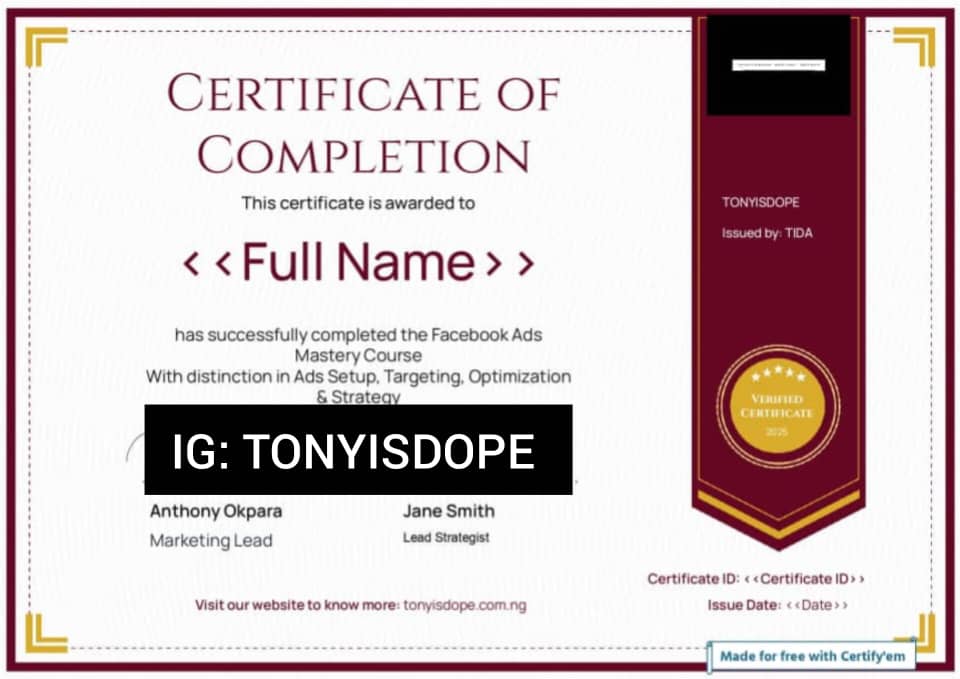 CERTIFICATE OF
COMPLETION
This certificate is awarded to
<<Full Name>>
has successfully completed the Facebook Ads
Mastery Course
With distinction in Ads Setup, Targeting, Optimization
& Strategy
IG: TONYISDOPE
Anthony Okpara
Marketing Lead
Jane Smith
Lead Strategist
Visit our website to know more: tonyisdope.com.ng
TONYISDOPE
Issued by: TIDA
VERIFIED
CERTIFICATE
2025
Certificate ID: <<Certificate ID>>
Issue Date: <<Date>>
Made for free with Certify'em